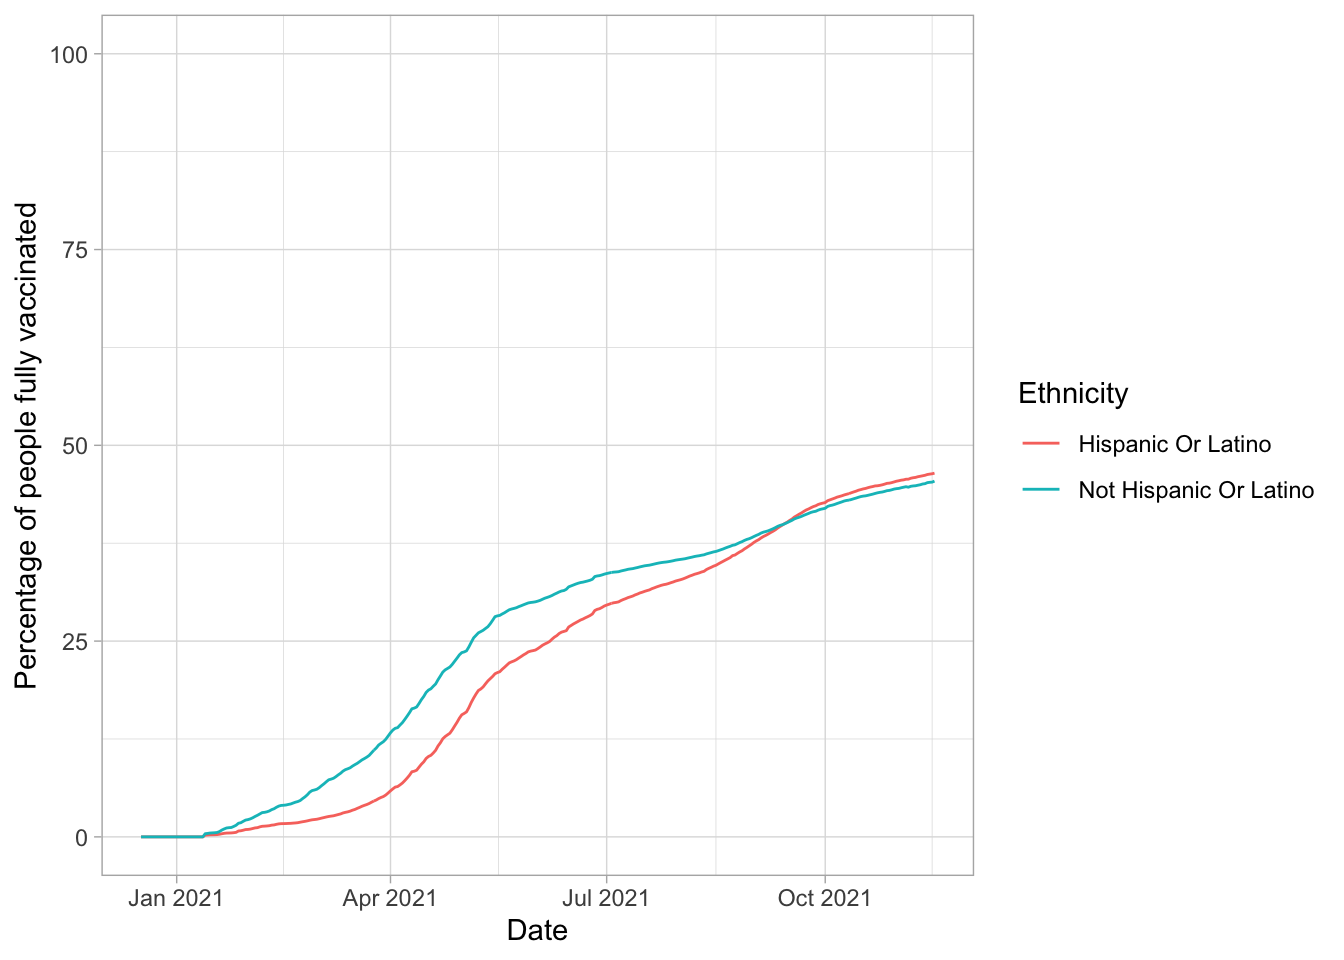 Percentage of people fully vaccinated
100
75
50
25
0
Jan 2021
Apr 2021
Jul 2021
Oct 2021
Date
Ethnicity
Hispanic Or Latino
Not Hispanic Or Latino